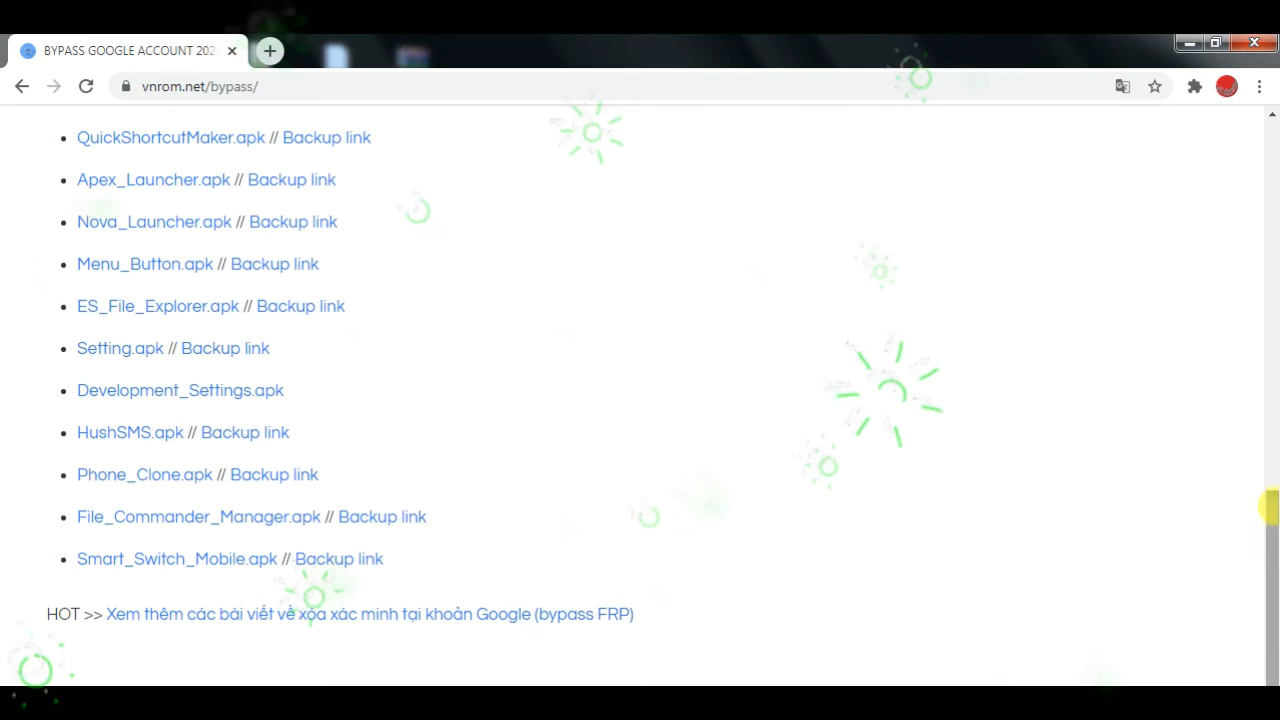 BYPASS GOOGLE ACCOUNT 202
vnrom.net/bypass/
QuickShortcutMaker.apk // Backup link
Apex_Launcher.apk // Backup link
Nova_Launcher.apk // Backup link
Menu_Button.apk // Backup link
ES_File_Explorer.apk // Backup link
Setting.apk // Backup link
Development_Settings.apk
HushSMS.apk // Backup link
Phone_Clone.apk // Backup link
File_Commander_Manager.apk // Backup link
Smart_Switch_Mobile.apk // Backup link
HOT >> Xem thêm các bài viết về xóa xác minh tại khoản Google (bypass FRP)